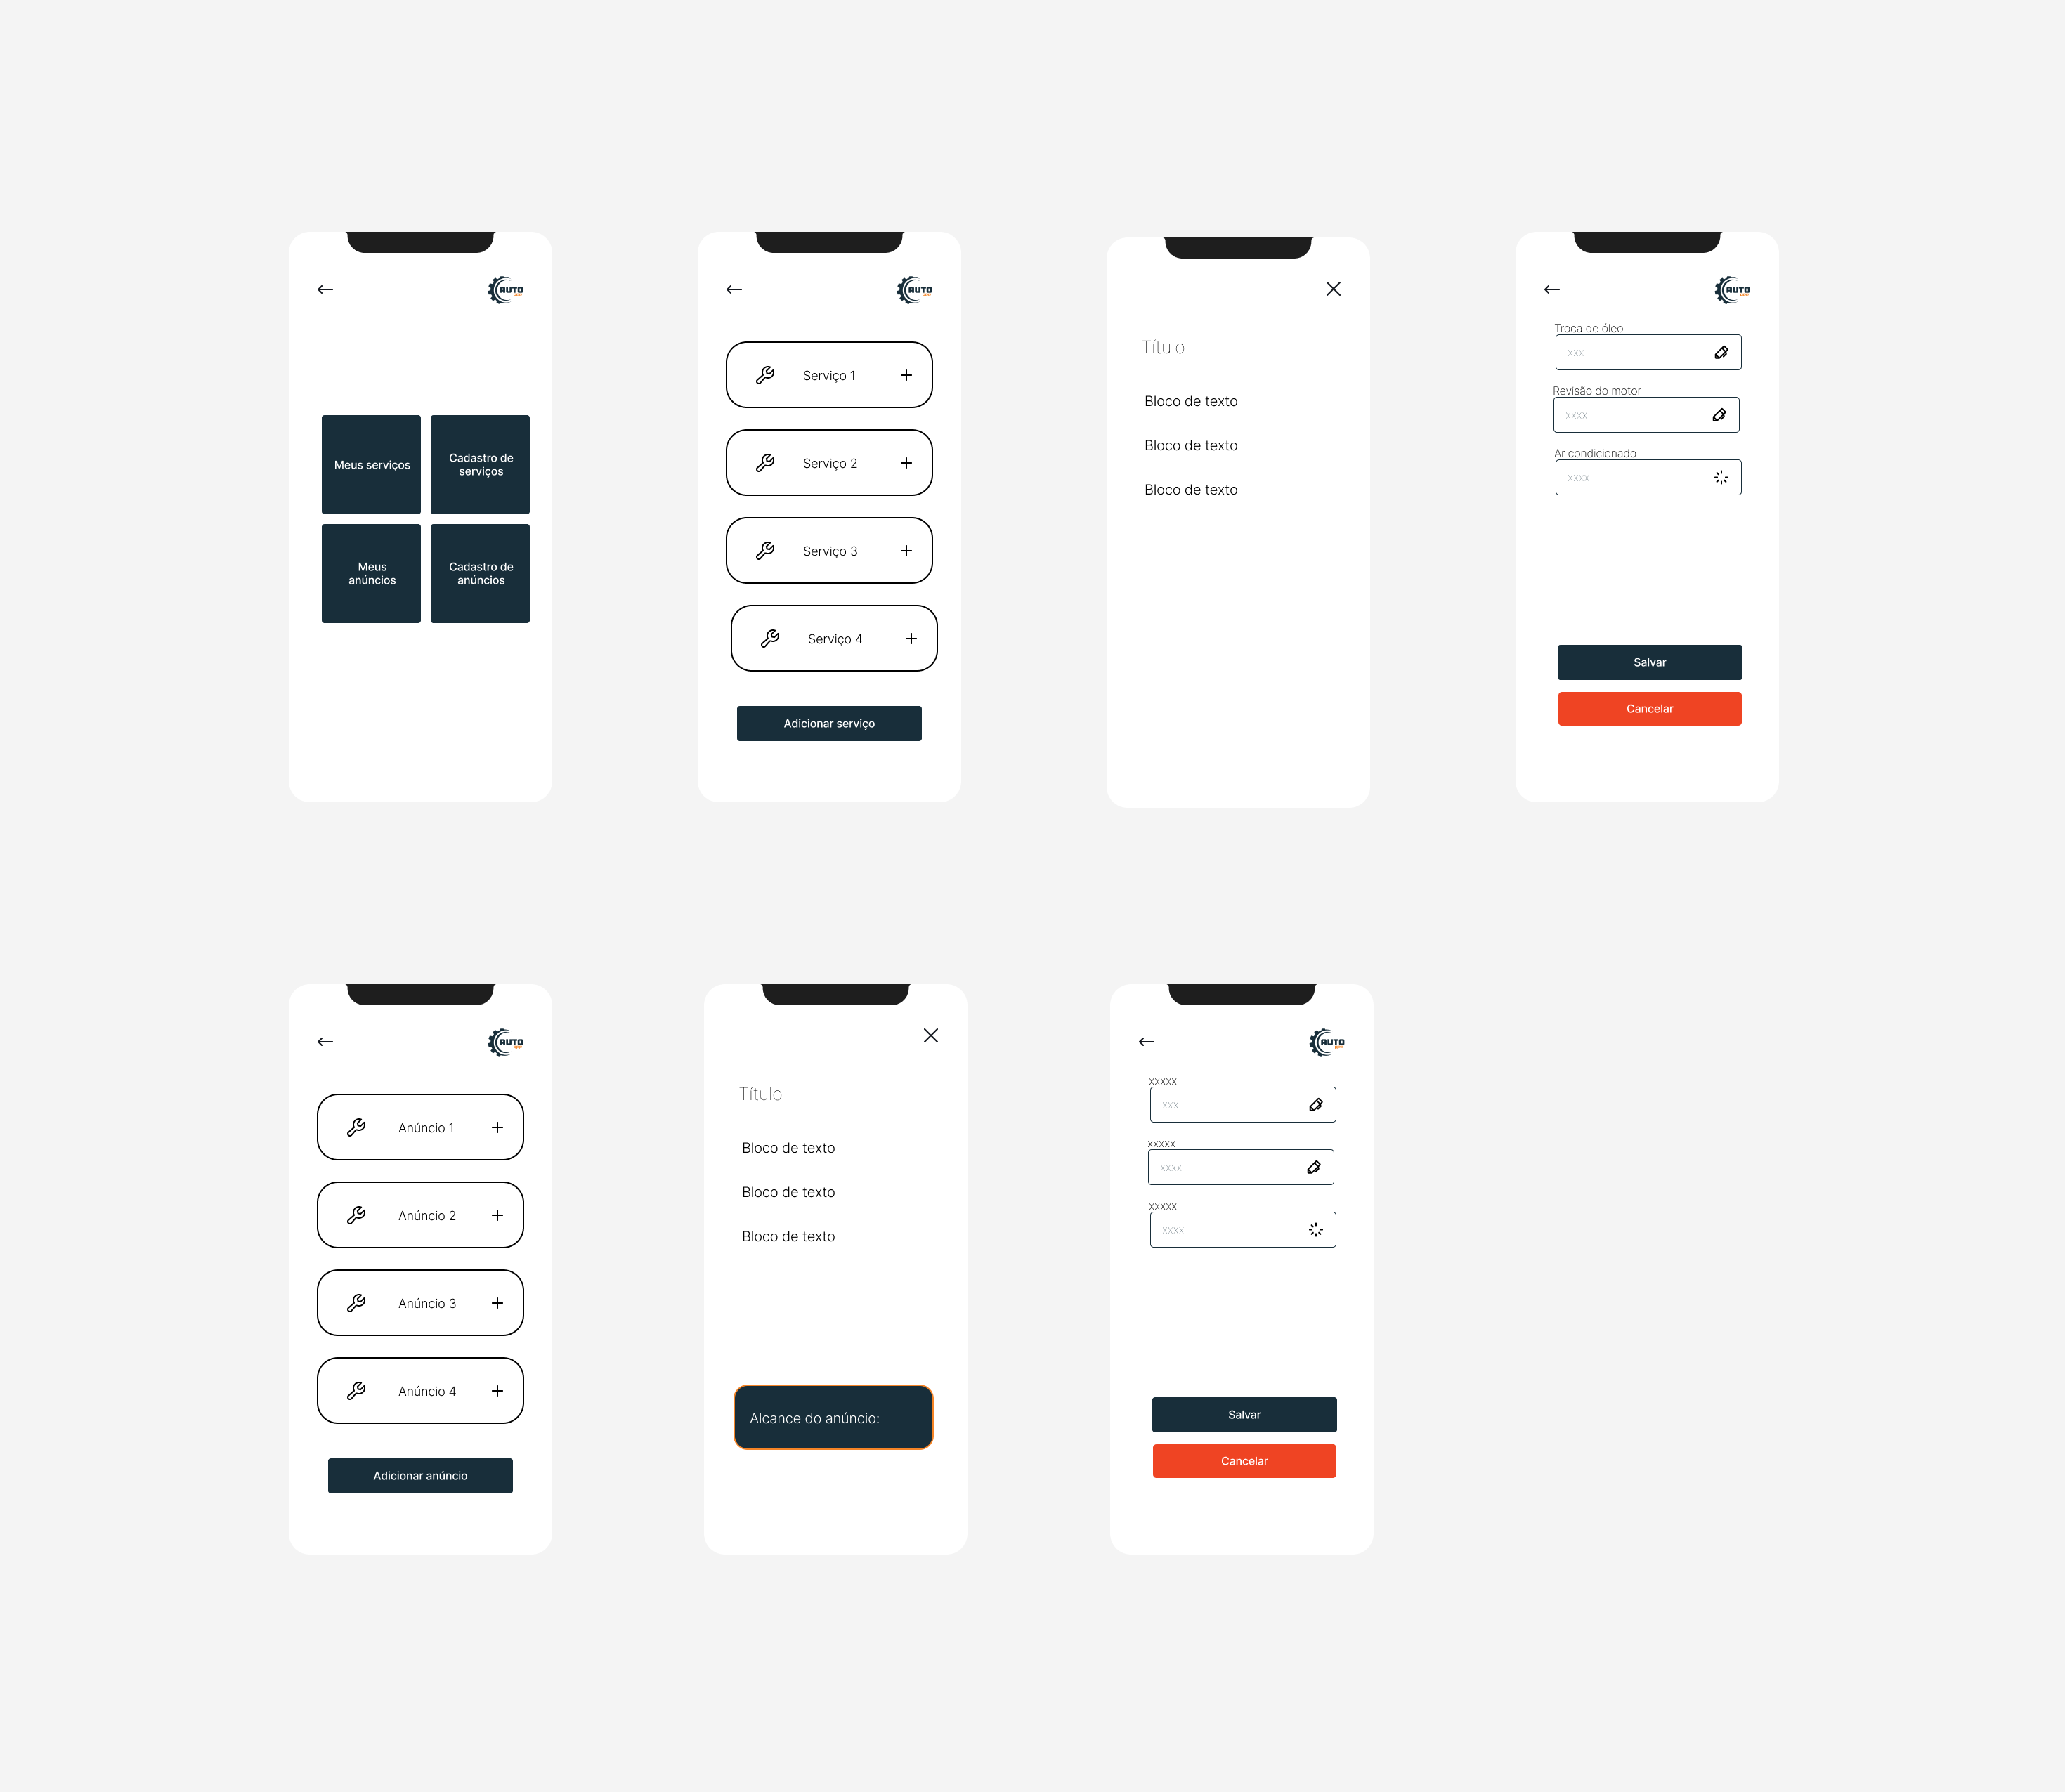 AUTO
Meus serviços
Cadastro de
serviços
Meus
anúncios
Cadastro de
anúncios
AUTO
Serviço 1
Serviço 2
Serviço 3
Serviço 4
Adicionar serviço
Título
Bloco de texto
Bloco de texto
Bloco de texto
AUTO
Troca de óleo
xxx
Revisão do motor
xxxx
Ar condicionado
xxxx
Salvar
Cancelar
AUTO
Anúncio 1
Anúncio 2
Anúncio 3
Anúncio 4
Adicionar anúncio
Título
Bloco de texto
Bloco de texto
Bloco de texto
Alcance do anúncio:
AUTO
xxxxx
xxx
xxxxx
xxxx
xxxxx
xxxx
Salvar
Cancelar